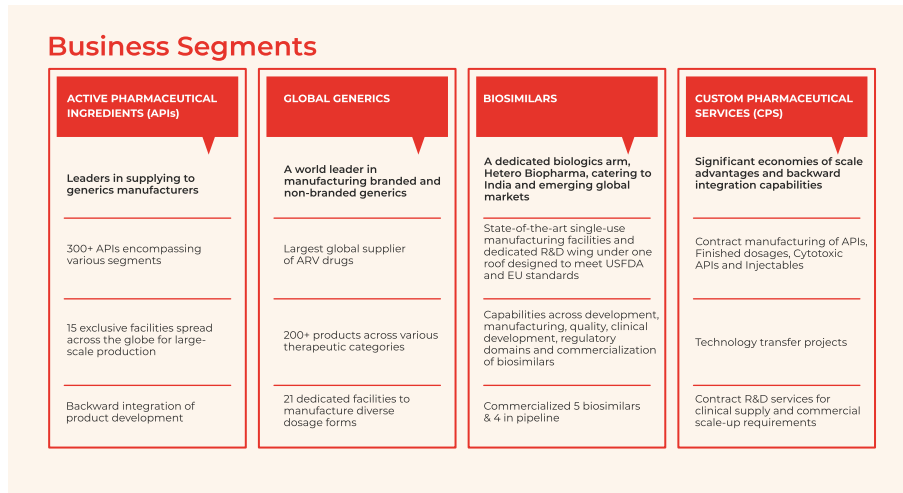 Business Segments
ACTIVE PHARMACEUTICAL
INGREDIENTS (APIs)
Leaders in supplying to
generics manufacturers
300+ APIs encompassing
various segments
15 exclusive facilities spread
across the globe for large-
scale production
Backward integration of
product development
GLOBAL GENERICS
A world leader in
manufacturing branded and
non-branded generics
Largest global supplier
of ARV drugs
200+ products across various
therapeutic categories
21 dedicated facilities to
manufacture diverse
dosage forms
BIOSIMILARS
A dedicated biologics arm,
Hetero Biopharma, catering to
India and emerging global
markets
State-of-the-art single-use
manufacturing facilities and
dedicated R&D wing under one
roof designed to meet USFDA
and EU standards
Capabilities across development,
manufacturing, quality, clinical
development, regulatory
domains and commercialization
of biosimilars
Commercialized 5 biosimilars
& 4 in pipeline
CUSTOM PHARMACEUTICAL
SERVICES (CPS)
Significant economies of scale
advantages and backward
integration capabilities
Contract manufacturing of APIs,
Finished dosages, Cytotoxic
APIs and Injectables
Technology transfer projects
Contract R&D services for
clinical supply and commercial
scale-up requirements